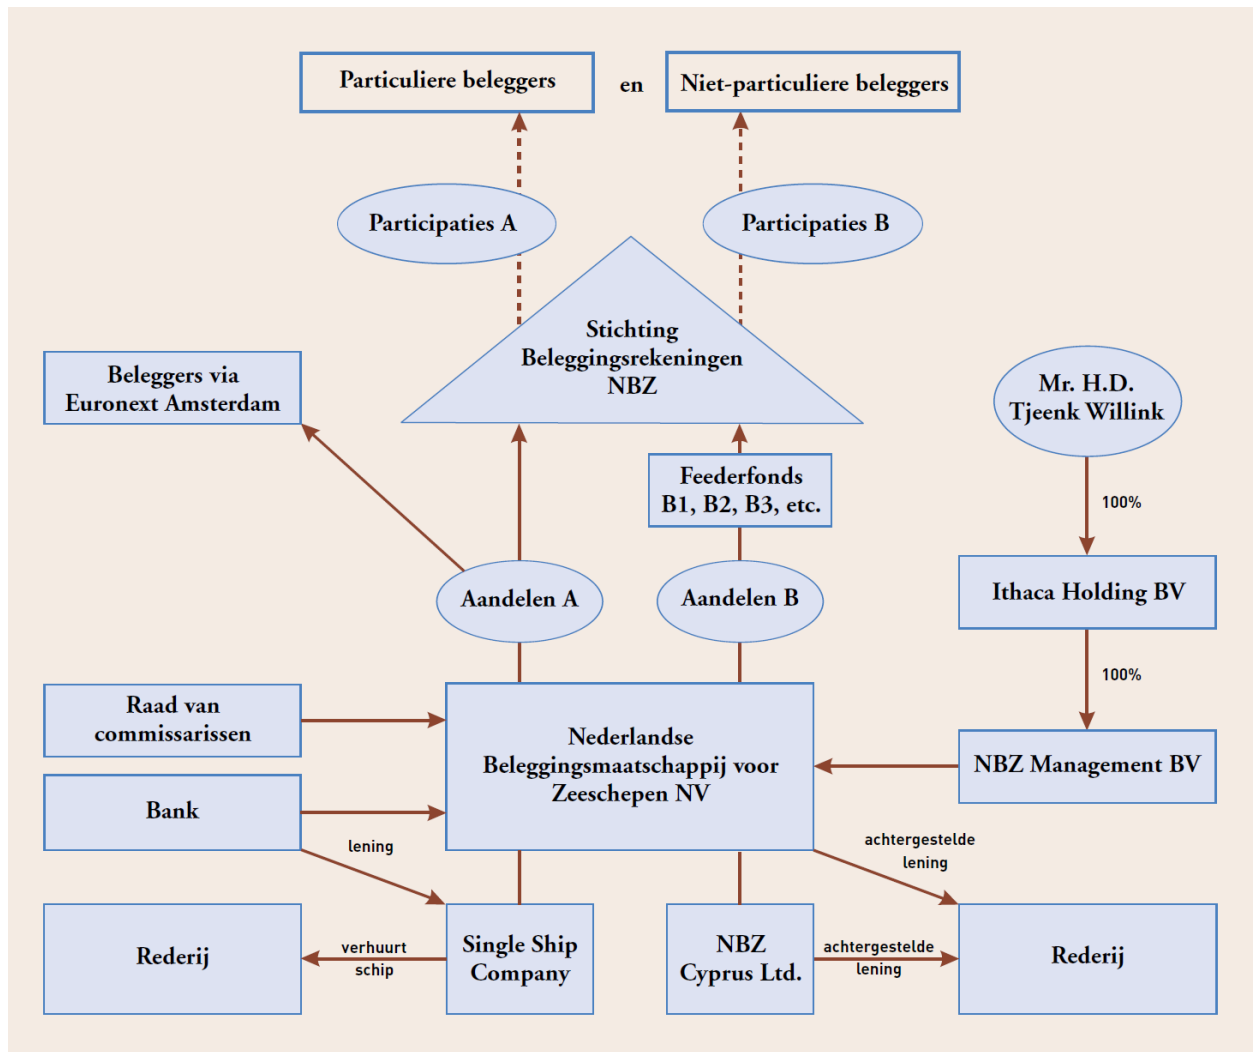 Particuliere beleggers
en
Niet-particuliere beleggers
Participaties A
Participaties B
Stichting
Beleggingsrekeningen
NBZ
Beleggers via
Euronext Amsterdam
Mr. H.D.
Tjeenk Willink
Feederfonds
B1, B2, B3, etc.
100%
Aandelen A
Aandelen B
Ithaca Holding BV
100%
Raad van
commissarissen
Nederlandse
Beleggingsmaatschappij voor
Zeeschepen NV
NBZ Management BV
Bank
lening
achtergestelde
lening
Rederij
verhuurt
schip
Single Ship
Company
NBZ
Cyprus Ltd.
achtergestelde
lening
Rederij